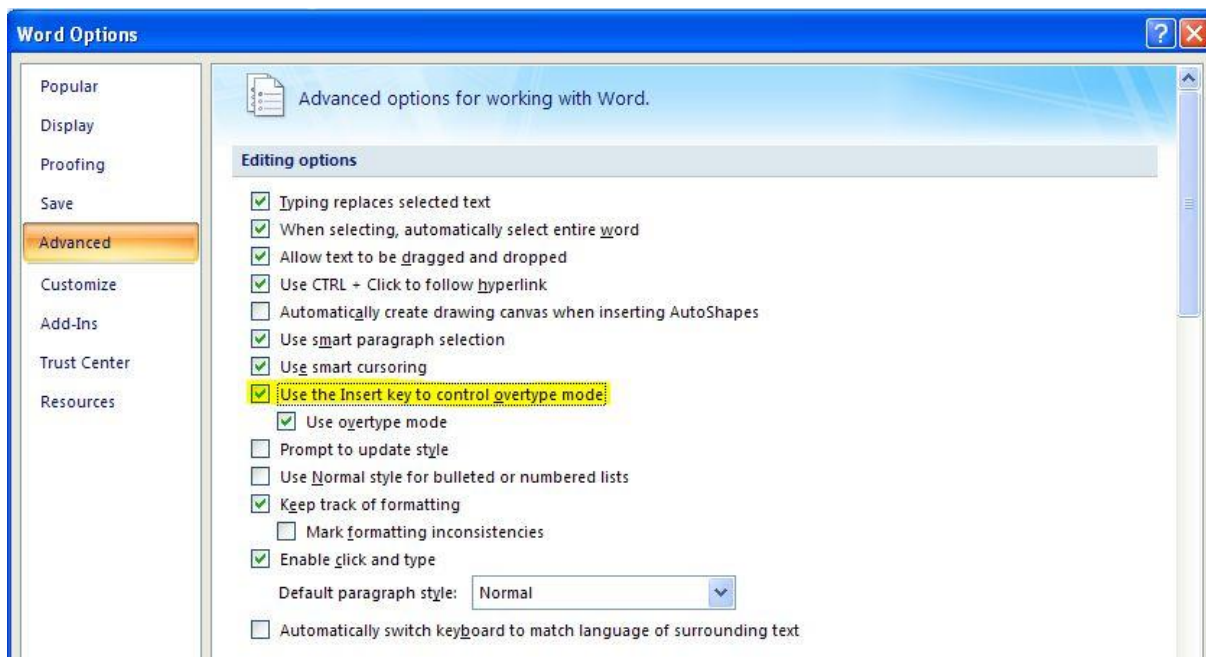 Word Options
Popular
Display
Proofing
Save
Advanced
Customize
Add-Ins
Trust Center
Resources
Advanced options for working with Word.
Editing options
Typing replaces selected text
When selecting, automatically select entire word
Allow text to be dragged and dropped
Use CTRL + Click to follow hyperlink
Automatically create drawing canvas when inserting AutoShapes
Use smart paragraph selection
Use smart cursoring
Use the Insert key to control overtype mode
Use overtype mode
Prompt to update style
Use Normal style for bulleted or numbered lists
Keep track of formatting
Mark formatting inconsistencies
Enable click and type
Default paragraph style: Normal
Automatically switch keyboard to match language of surrounding text